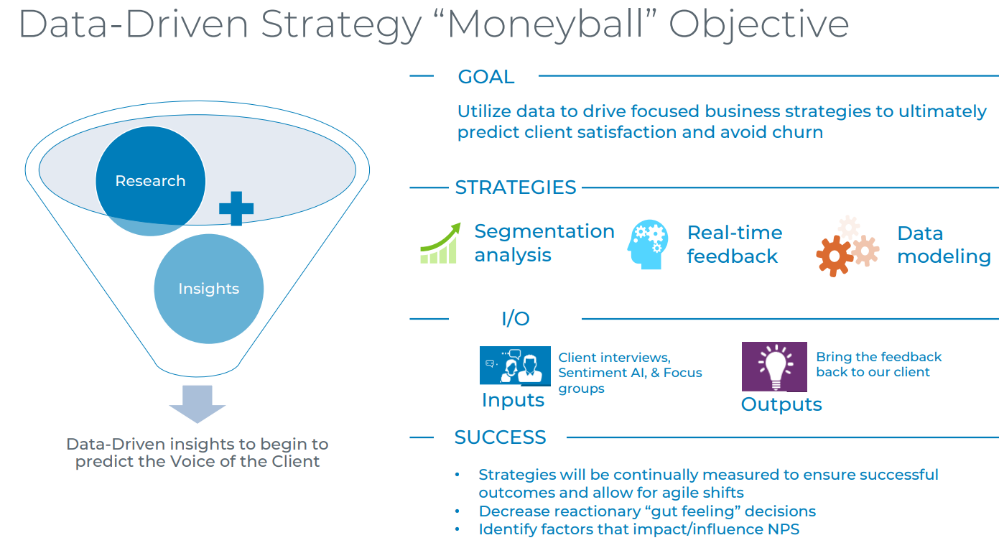 Data-Driven Strategy “Moneyball” Objective
Research
Insights
Data-Driven insights to begin to
predict the Voice of the Client
GOAL
Utilize data to drive focused business strategies to ultimately
predict client satisfaction and avoid churn
STRATEGIES
Segmentation
analysis
Real-time
feedback
Data
modeling
I/O
Client interviews,
Sentiment AI, & Focus
groups
Inputs
Bring the feedback
back to our client
Outputs
SUCCESS
• Strategies will be continually measured to ensure successful
outcomes and allow for agile shifts
• Decrease reactionary “gut feeling” decisions
• Identify factors that impact/influence NPS